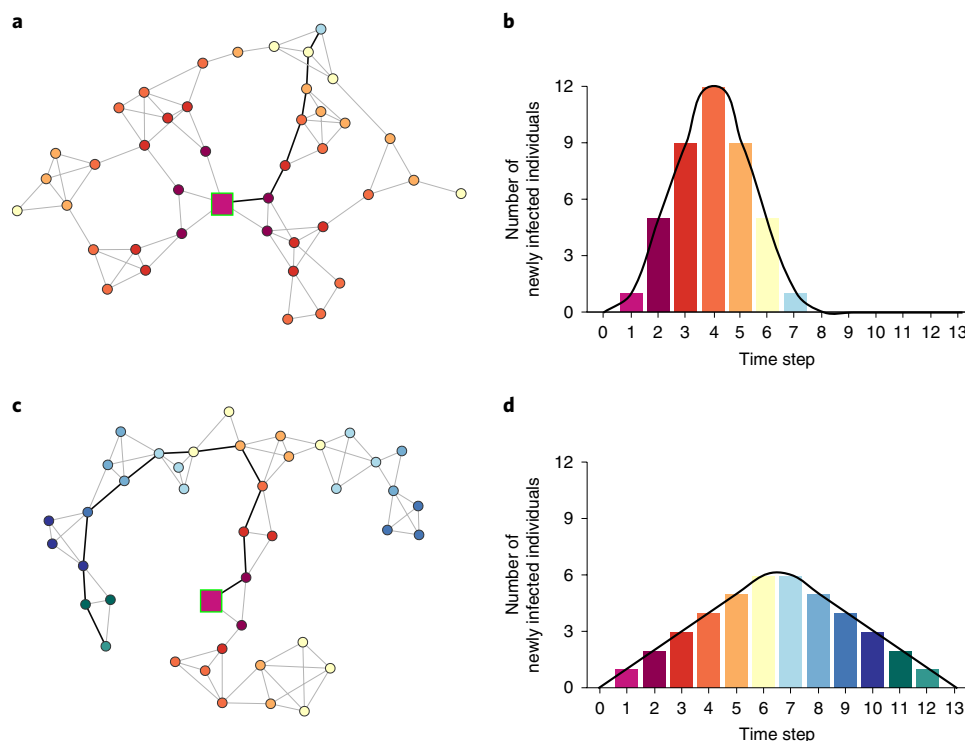 a
b
12
9
6
3
0
Number of
newly infected individuals
0 1 2 3 4 5 6 7 8 9 10 11 12 13
Time step
c
d
12
9
6
3
0
Number of
newly infected individuals
0 1 2 3 4 5 6 7 8 9 10 11 12 13
Time step